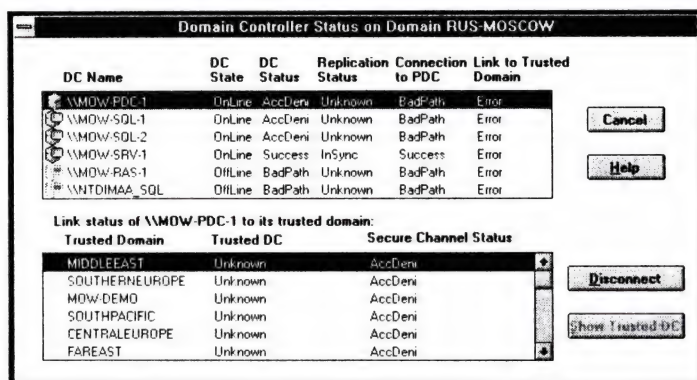 Domain Controller Status on Domain RUS-MOSCOW
DC Name DC State DC Status Replication Status Connection to PDC Link to Trusted Domain
\\MOW-PDC-1 OnLine AccDeni Unknown BadPath Error
\\MOW-SQL-1 OnLine AccDeni Unknown BadPath Error
\\MOW-SQL-2 OnLine AccDeni Unknown BadPath Error
\\MOW-SRV-1 OnLine Success InSync Success Error
\\MOW-RAS-1 OffLine BadPath Unknown BadPath Error
\\NTDIMAA_SQL OffLine BadPath Unknown BadPath Error
Cancel
Help
Link status of \\MOW-PDC-1 to its trusted domain:
Trusted Domain Trusted DC Secure Channel Status
MIDDLEEAST Unknown AccDeni
SOUTHERNEUROPE Unknown AccDeni
MOW-DEMO Unknown AccDeni
SOUTHPACIFIC Unknown AccDeni
CENTRALEUROPE Unknown AccDeni
FAREAST Unknown AccDeni
Disconnect
Show Trusted DC